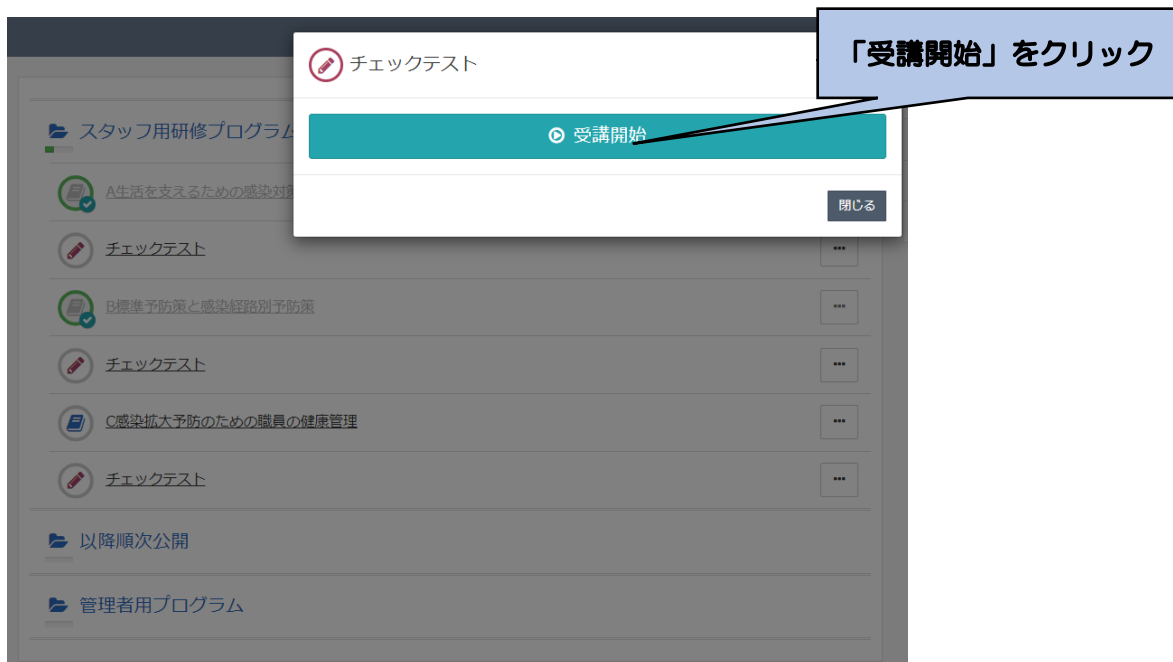 「受講開始」をクリック
チェックテスト
受講開始
閉じる
スタッフ用研修プログラム
A生活を支えるための感染対
チェックテスト
B標準予防策と感染経路別予防策
チェックテスト
C感染拡大予防のための職員の健康管理
チェックテスト
以降順次公開
管理者用プログラム